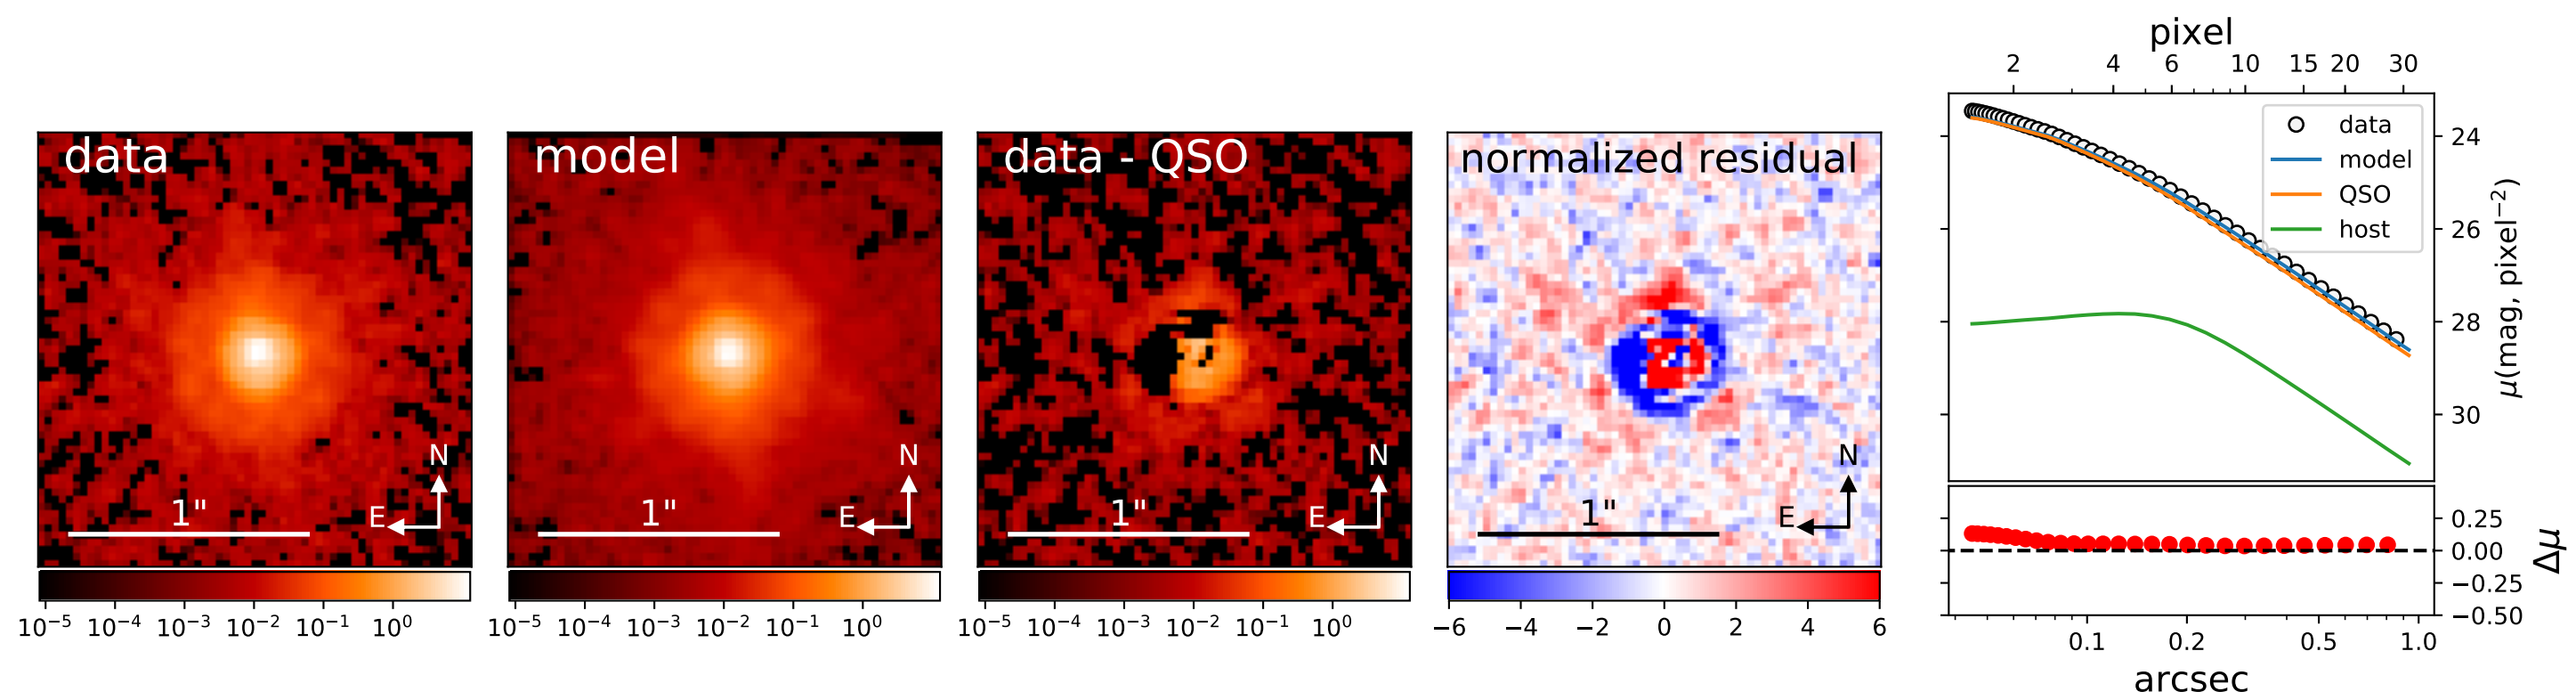 data
N
E
1"
10⁻⁵ 10⁻⁴ 10⁻³ 10⁻² 10⁻¹ 10⁰
model
N
E
1"
10⁻⁵ 10⁻⁴ 10⁻³ 10⁻² 10⁻¹ 10⁰
data - QSO
N
E
1"
10⁻⁵ 10⁻⁴ 10⁻³ 10⁻² 10⁻¹ 10⁰
normalized residual
N
E
1"
−6 −4 −2 0 2 4 6
pixel
2 4 6 10 15 20 30
data
model
QSO
host
24
26
28
30
μ(mag, pixel⁻²)
0.25
0.00
−0.25
−0.50
Δμ
0.1 0.2 0.5 1.0
arcsec